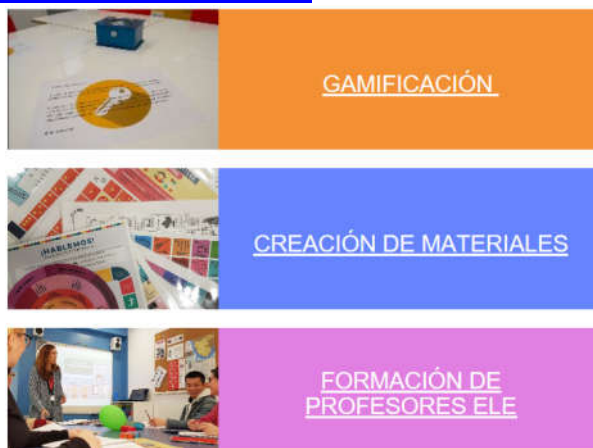 GAMIFICACIÓN
¡HABLEMOS!
CREACIÓN DE MATERIALES
FORMACIÓN DE
PROFESORES ELE